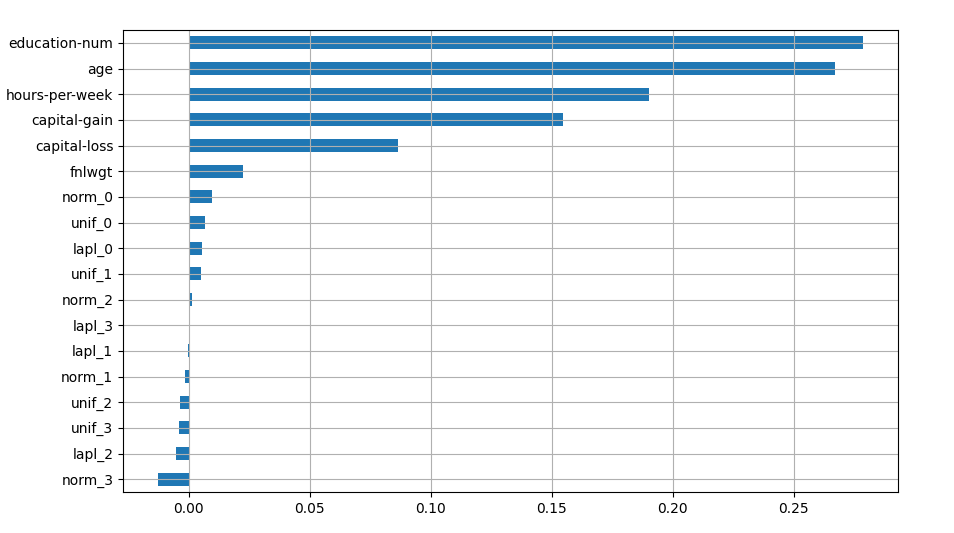 education-num
age
hours-per-week
capital-gain
capital-loss
fnlwgt
norm_0
unif_0
lapl_0
unif_1
norm_2
lapl_3
lapl_1
norm_1
unif_2
unif_3
lapl_2
norm_3
0.00 0.05 0.10 0.15 0.20 0.25